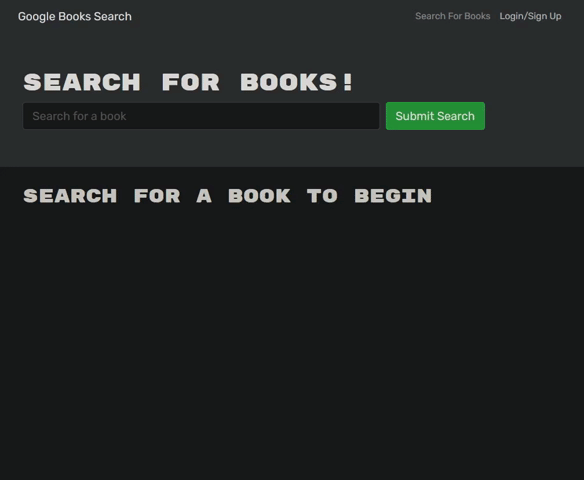 Google Books Search
Search For Books Login/Sign Up
SEARCH FOR BOOKS!
Search for a book
Submit Search
SEARCH FOR A BOOK TO BEGIN